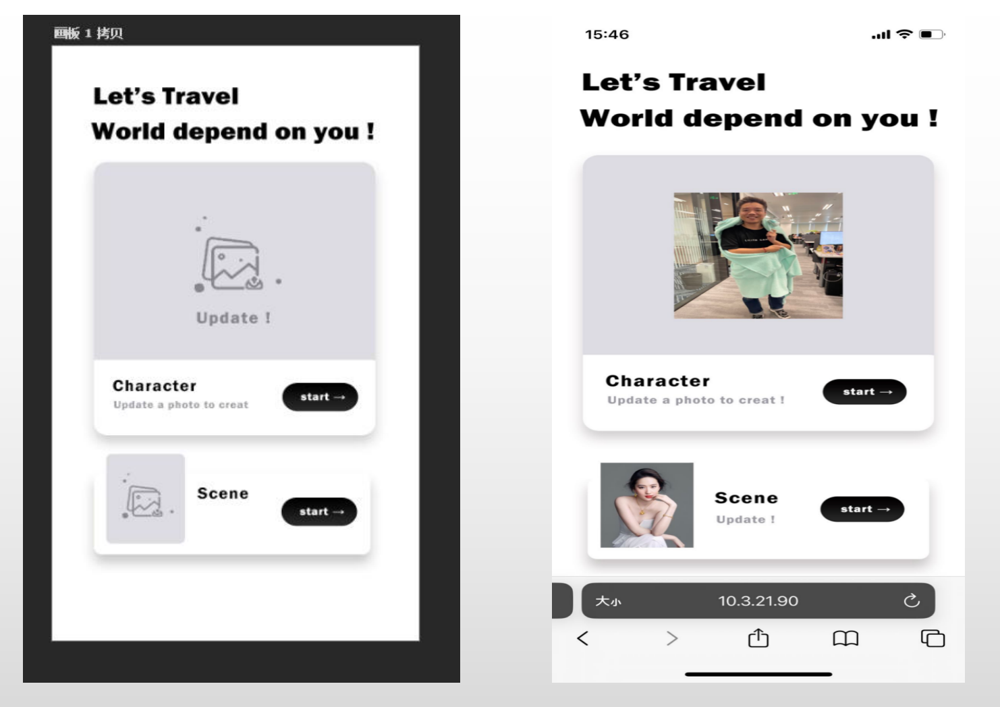 画板 1 拷贝
Let’s Travel
World depend on you !
Update !
Character
Update a photo to creat
start →
Scene
start →
15:46
Let’s Travel
World depend on you !
Character
Update a photo to creat !
start →
Scene
Update !
start →
大小
10.3.21.90